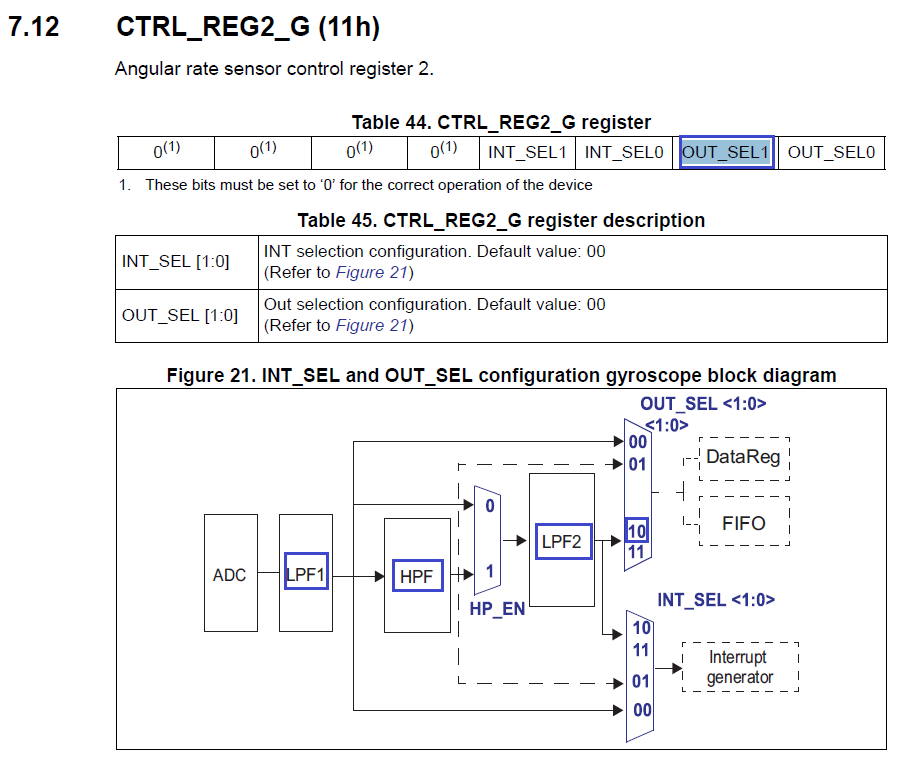 7.12 CTRL_REG2_G (11h)
Angular rate sensor control register 2.
Table 44. CTRL_REG2_G register
0(1) 0(1) 0(1) 0(1) INT_SEL1 INT_SEL0 OUT_SEL1 OUT_SEL0
1. These bits must be set to ‘0’ for the correct operation of the device
Table 45. CTRL_REG2_G register description
INT_SEL [1:0] INT selection configuration. Default value: 00
(Refer to Figure 21)
OUT_SEL [1:0] Out selection configuration. Default value: 00
(Refer to Figure 21)
Figure 21. INT_SEL and OUT_SEL configuration gyroscope block diagram
OUT_SEL <1:0>
<1:0>
00
01
10
11
DataReg
FIFO
0
1
HP_EN
ADC
LPF1
HPF
LPF2
INT_SEL <1:0>
10
11
01
00
Interrupt
generator